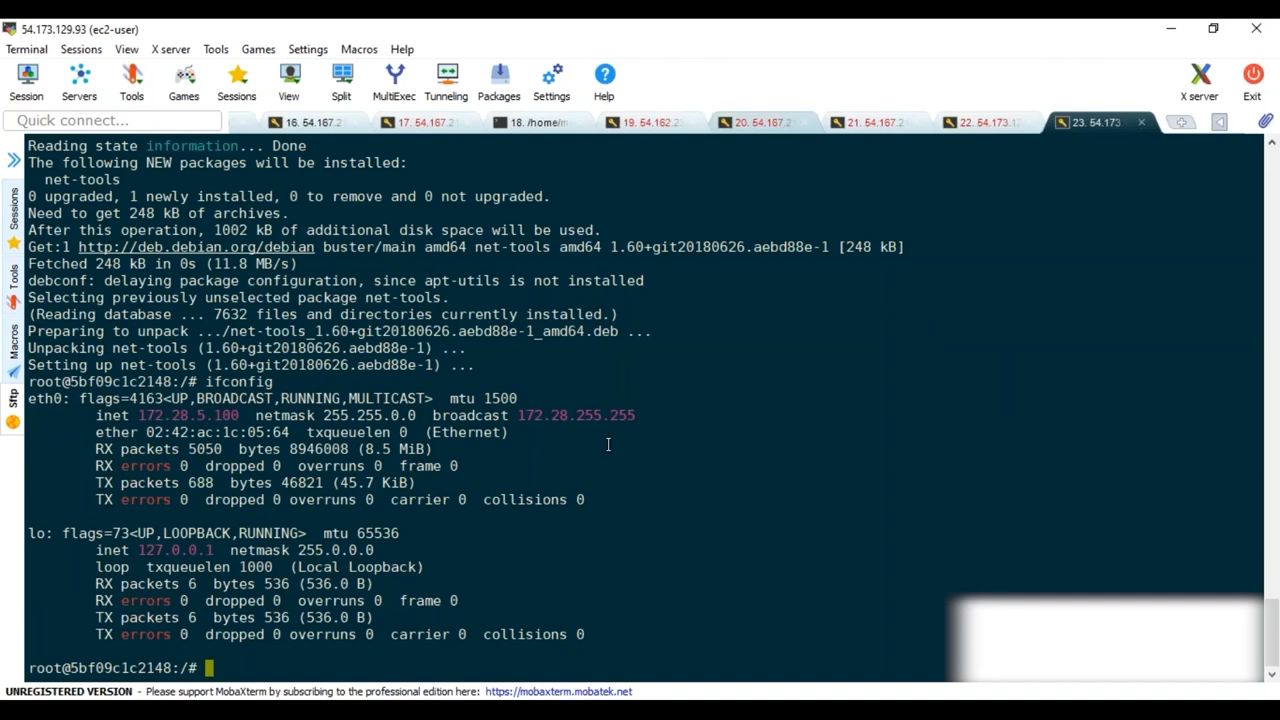 54.173.129.93 (ec2-user)
Terminal Sessions View X server Tools Games Settings Macros Help
Session Servers Tools Games Sessions View Split MultiExec Tunneling Packages Settings Help X server Exit
Quick connect... 16. 54.167.2 17. 54.167.2 18. /home/m 19. 54.162.23 20. 54.167.2 21. 54.167.2 22. 54.173.12 23. 54.173
Sessions
Tools
Macros
Sftp
Reading state information... Done
The following NEW packages will be installed:
net-tools
0 upgraded, 1 newly installed, 0 to remove and 0 not upgraded.
Need to get 248 kB of archives.
After this operation, 1002 kB of additional disk space will be used.
Get:1 http://deb.debian.org/debian buster/main amd64 net-tools amd64 1.60+git20180626.aebd88e-1 [248 kB]
Fetched 248 kB in 0s (11.8 MB/s)
debconf: delaying package configuration, since apt-utils is not installed
Selecting previously unselected package net-tools.
(Reading database ... 7632 files and directories currently installed.)
Preparing to unpack .../net-tools_1.60+git20180626.aebd88e-1_amd64.deb ...
Unpacking net-tools (1.60+git20180626.aebd88e-1) ...
Setting up net-tools (1.60+git20180626.aebd88e-1) ...
root@5bf09c1c2148:/# ifconfig
eth0: flags=4163<UP,BROADCAST,RUNNING,MULTICAST> mtu 1500
inet 172.28.5.100 netmask 255.255.0.0 broadcast 172.28.255.255
ether 02:42:ac:1c:05:64 txqueuelen 0 (Ethernet)
RX packets 5050 bytes 8946008 (8.5 MiB)
RX errors 0 dropped 0 overruns 0 frame 0
TX packets 688 bytes 46821 (45.7 KiB)
TX errors 0 dropped 0 overruns 0 carrier 0 collisions 0
lo: flags=73<UP,LOOPBACK,RUNNING> mtu 65536
inet 127.0.0.1 netmask 255.0.0.0
loop txqueuelen 1000 (Local Loopback)
RX packets 6 bytes 536 (536.0 B)
RX errors 0 dropped 0 overruns 0 frame 0
TX packets 6 bytes 536 (536.0 B)
TX errors 0 dropped 0 overruns 0 carrier 0 collisions 0
root@5bf09c1c2148:/#
UNREGISTERED VERSION - Please support MobaXterm by subscribing to the professional edition here: https://mobaxterm.mobatek.net